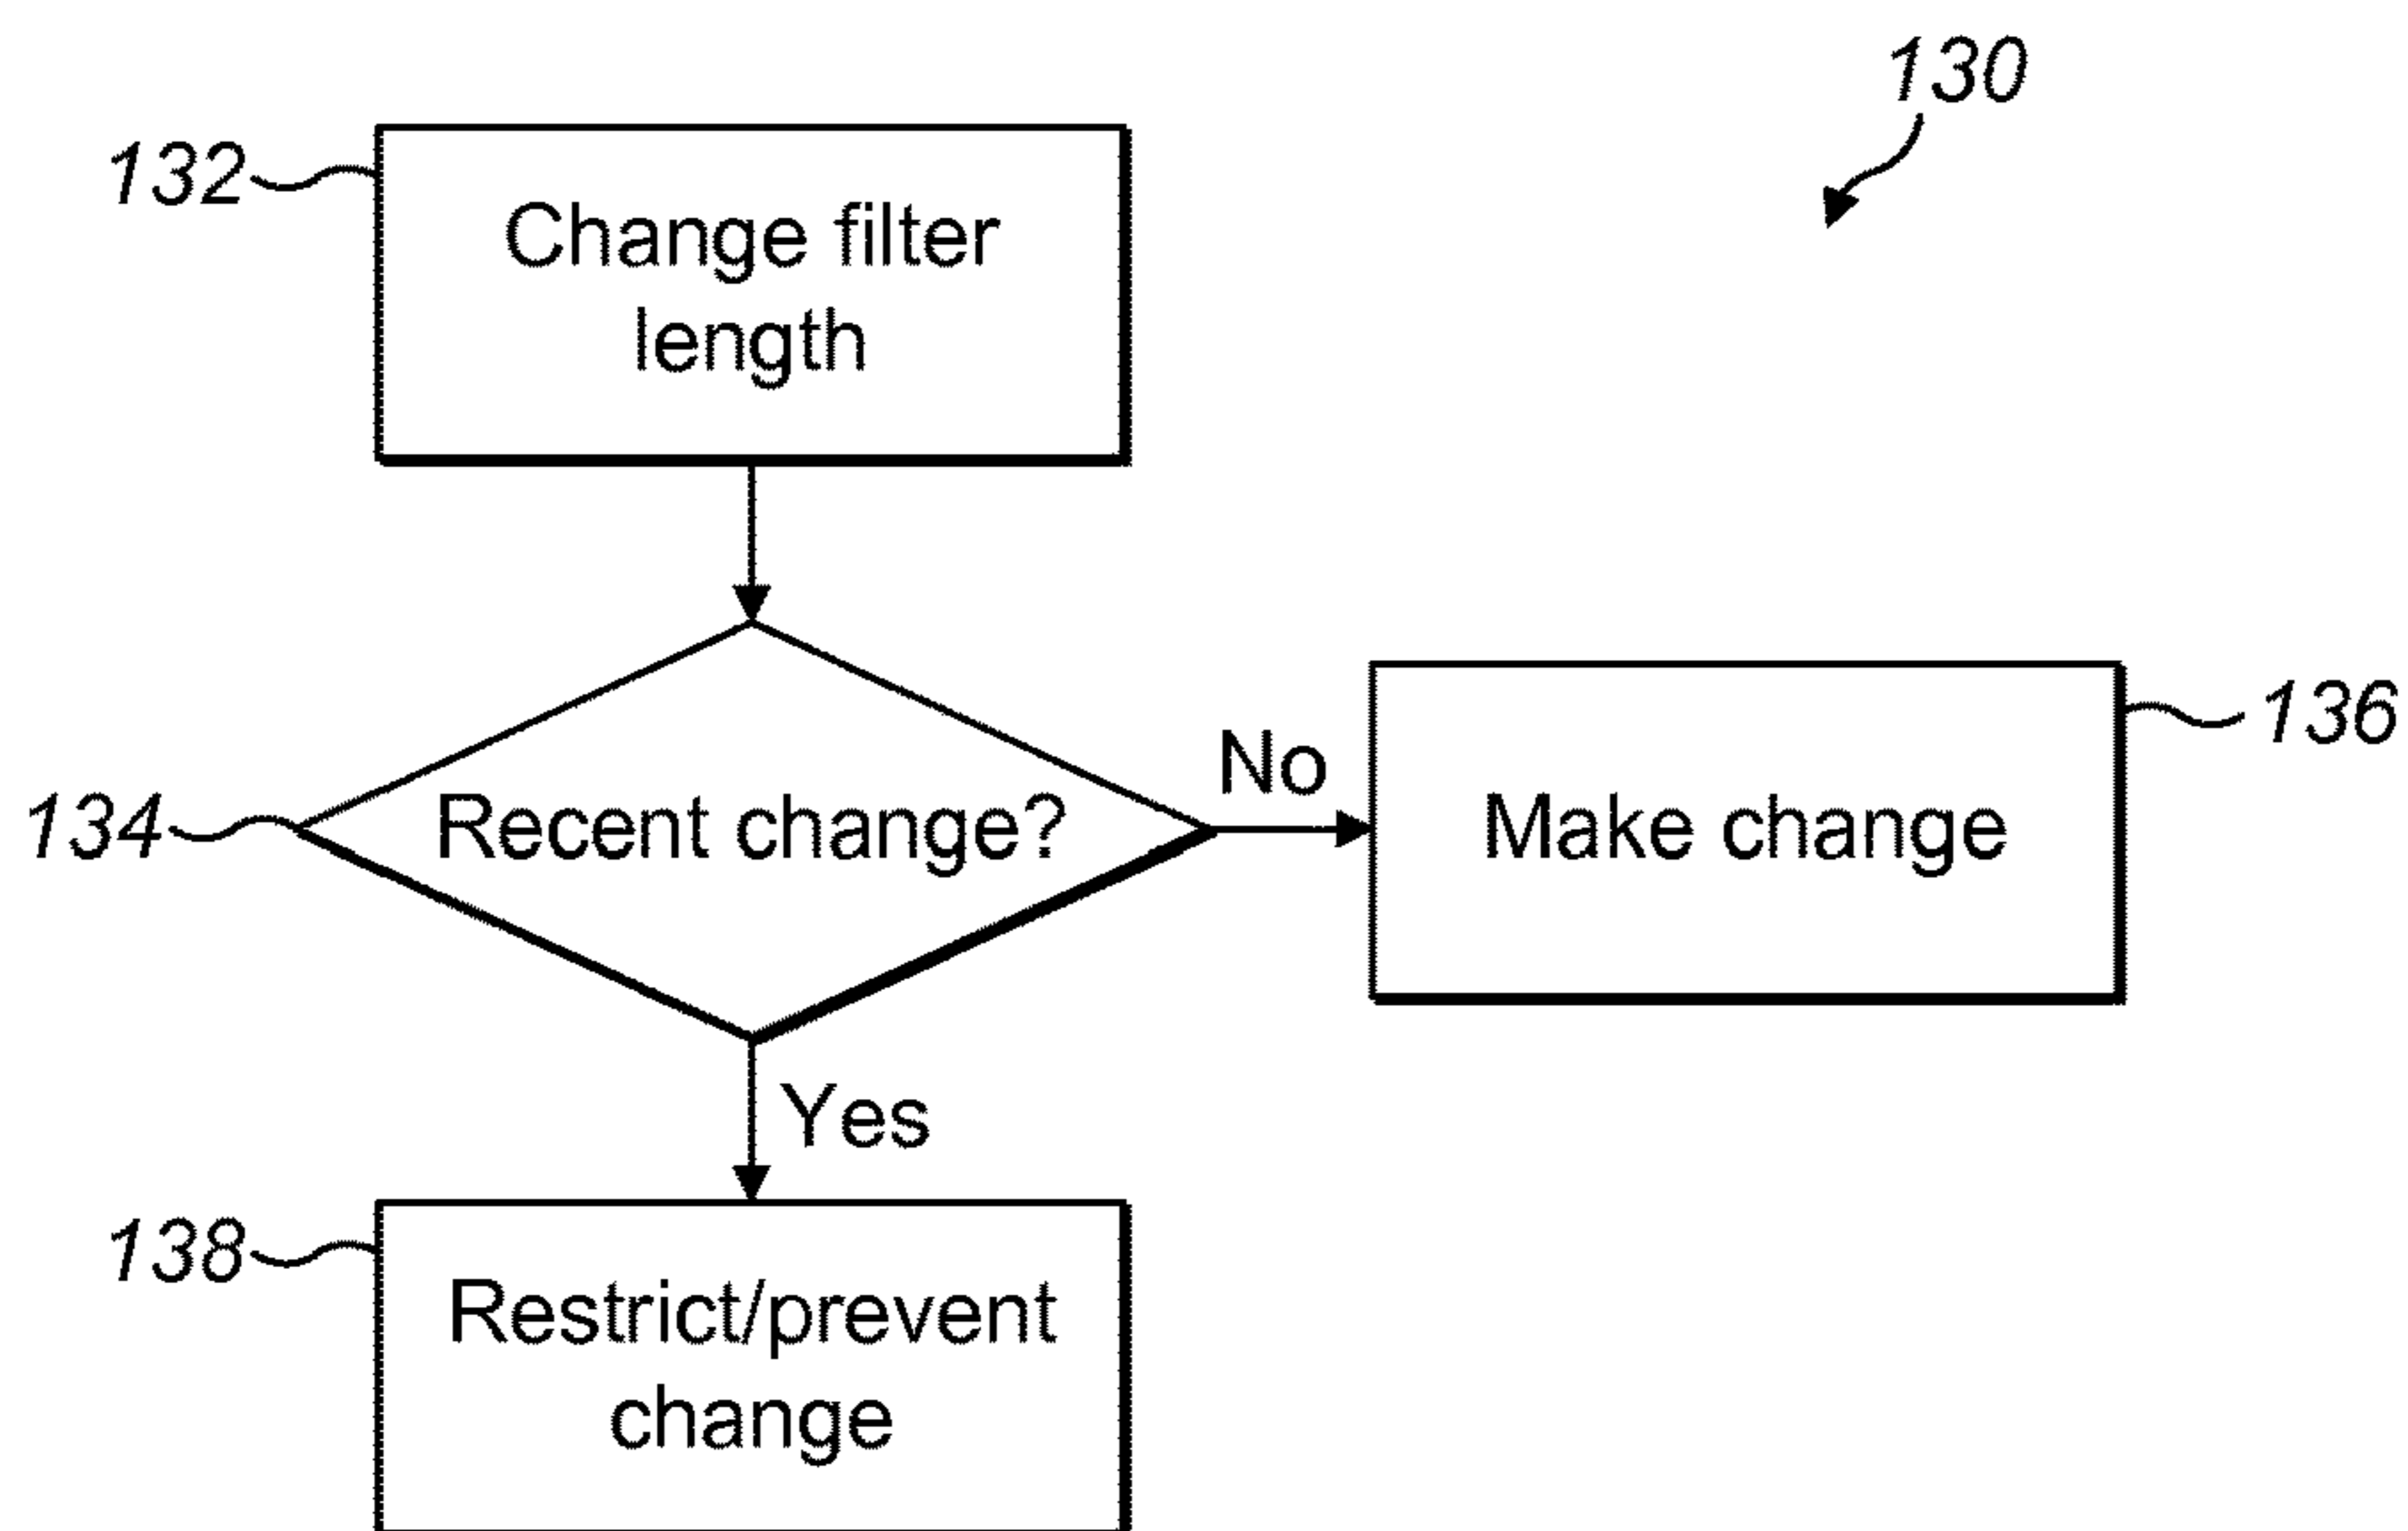 130
132
Change filter
length
134
Recent change?
No
Make change
136
Yes
138
Restrict/prevent
change